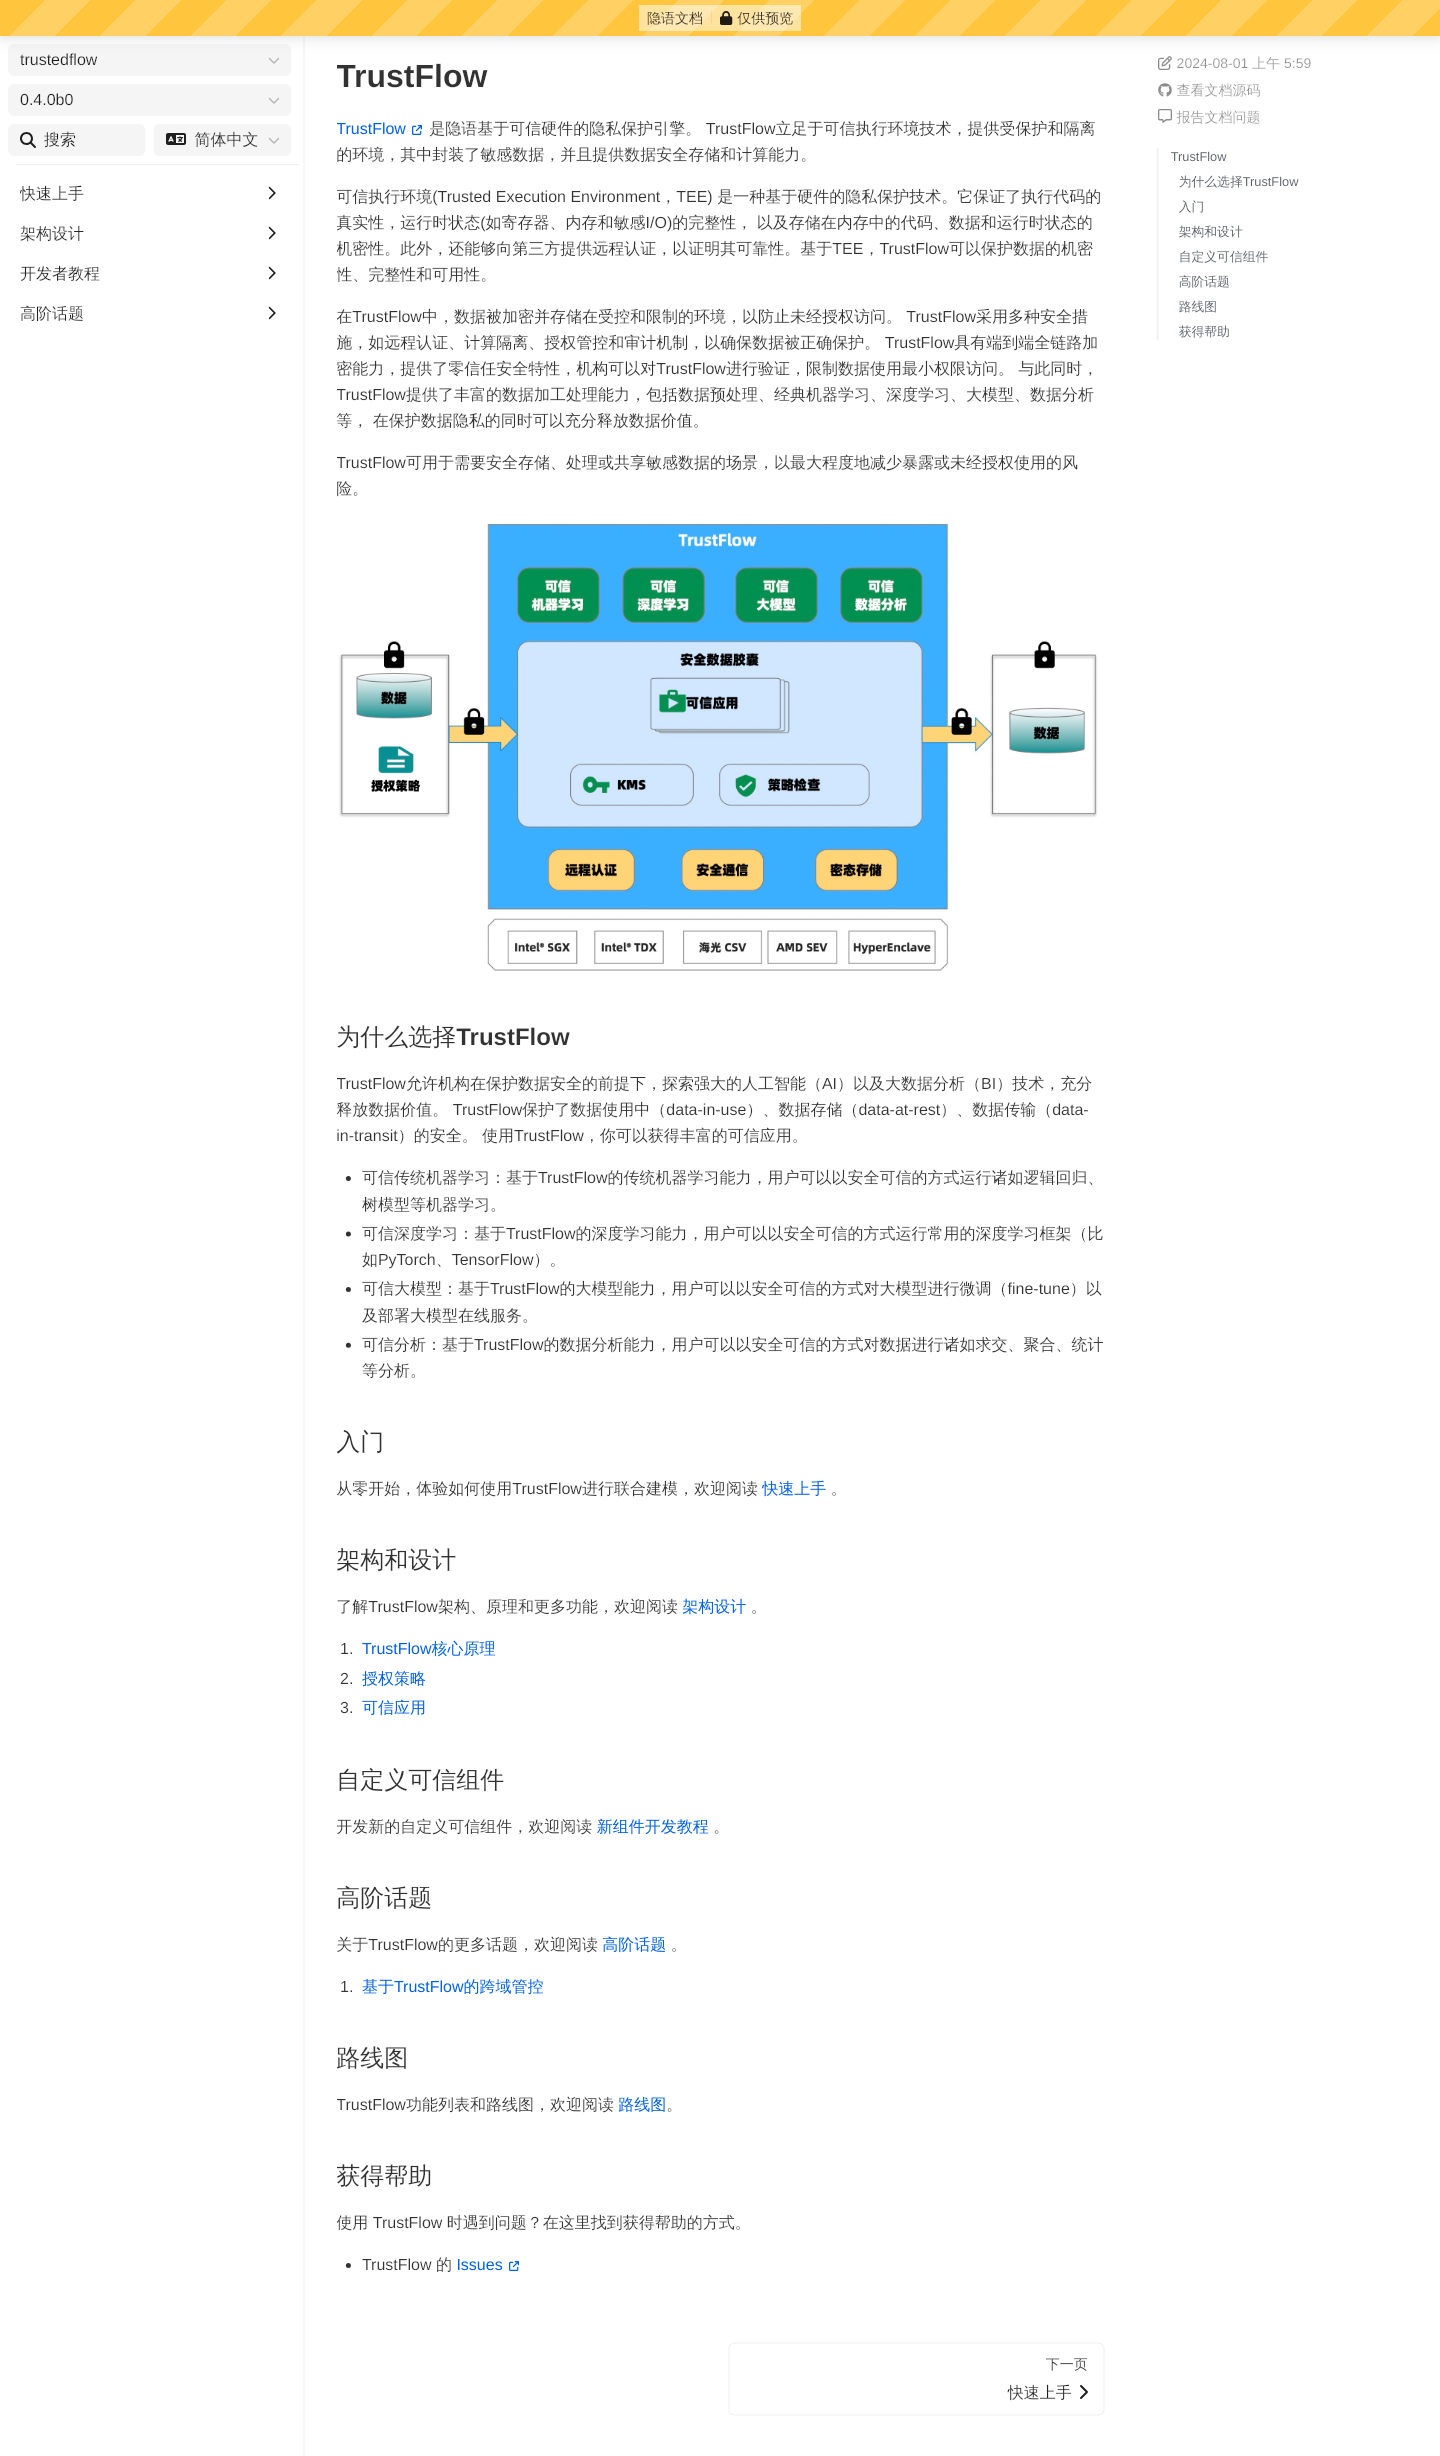 隐语文档 仅供预览
trustedflow
0.4.0b0
搜索 简体中文
快速上手
架构设计
开发者教程
高阶话题
TrustFlow
TrustFlow 是隐语基于可信硬件的隐私保护引擎。 TrustFlow立足于可信执行环境技术，提供受保护和隔离
的环境，其中封装了敏感数据，并且提供数据安全存储和计算能力。
可信执行环境(Trusted Execution Environment，TEE) 是一种基于硬件的隐私保护技术。它保证了执行代码的
真实性，运行时状态(如寄存器、内存和敏感I/O)的完整性， 以及存储在内存中的代码、数据和运行时状态的
机密性。此外，还能够向第三方提供远程认证，以证明其可靠性。基于TEE，TrustFlow可以保护数据的机密
性、完整性和可用性。
在TrustFlow中，数据被加密并存储在受控和限制的环境，以防止未经授权访问。 TrustFlow采用多种安全措
施，如远程认证、计算隔离、授权管控和审计机制，以确保数据被正确保护。 TrustFlow具有端到端全链路加
密能力，提供了零信任安全特性，机构可以对TrustFlow进行验证，限制数据使用最小权限访问。 与此同时，
TrustFlow提供了丰富的数据加工处理能力，包括数据预处理、经典机器学习、深度学习、大模型、数据分析
等， 在保护数据隐私的同时可以充分释放数据价值。
TrustFlow可用于需要安全存储、处理或共享敏感数据的场景，以最大程度地减少暴露或未经授权使用的风
险。
TrustFlow
可信
机器学习
可信
深度学习
可信
大模型
可信
数据分析
安全数据胶囊
可信应用
KMS
策略检查
数据
授权策略
数据
远程认证
安全通信
密态存储
Intel® SGX
Intel® TDX
海光 CSV
AMD SEV
HyperEnclave
为什么选择TrustFlow
TrustFlow允许机构在保护数据安全的前提下，探索强大的人工智能（AI）以及大数据分析（BI）技术，充分
释放数据价值。 TrustFlow保护了数据使用中（data-in-use）、数据存储（data-at-rest）、数据传输（data-
in-transit）的安全。 使用TrustFlow，你可以获得丰富的可信应用。
• 可信传统机器学习：基于TrustFlow的传统机器学习能力，用户可以以安全可信的方式运行诸如逻辑回归、
树模型等机器学习。
• 可信深度学习：基于TrustFlow的深度学习能力，用户可以以安全可信的方式运行常用的深度学习框架（比
如PyTorch、TensorFlow）。
• 可信大模型：基于TrustFlow的大模型能力，用户可以以安全可信的方式对大模型进行微调（fine-tune）以
及部署大模型在线服务。
• 可信分析：基于TrustFlow的数据分析能力，用户可以以安全可信的方式对数据进行诸如求交、聚合、统计
等分析。
入门
从零开始，体验如何使用TrustFlow进行联合建模，欢迎阅读 快速上手 。
架构和设计
了解TrustFlow架构、原理和更多功能，欢迎阅读 架构设计 。
1. TrustFlow核心原理
2. 授权策略
3. 可信应用
自定义可信组件
开发新的自定义可信组件，欢迎阅读 新组件开发教程 。
高阶话题
关于TrustFlow的更多话题，欢迎阅读 高阶话题 。
1. 基于TrustFlow的跨域管控
路线图
TrustFlow功能列表和路线图，欢迎阅读 路线图。
获得帮助
使用 TrustFlow 时遇到问题？在这里找到获得帮助的方式。
• TrustFlow 的 Issues
下一页
快速上手
2024-08-01 上午 5:59
查看文档源码
报告文档问题
TrustFlow
为什么选择TrustFlow
入门
架构和设计
自定义可信组件
高阶话题
路线图
获得帮助